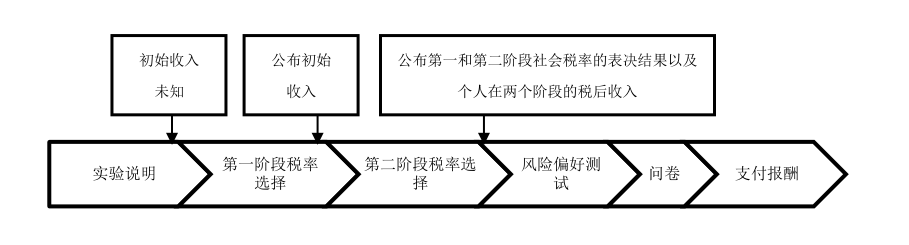 初始收入
未知
公布初始
收入
公布第一和第二阶段社会税率的表决结果以及
个人在两个阶段的税后收入
实验说明
第一阶段税率
选择
第二阶段税率选
择
风险偏好测
试
问卷
支付报酬